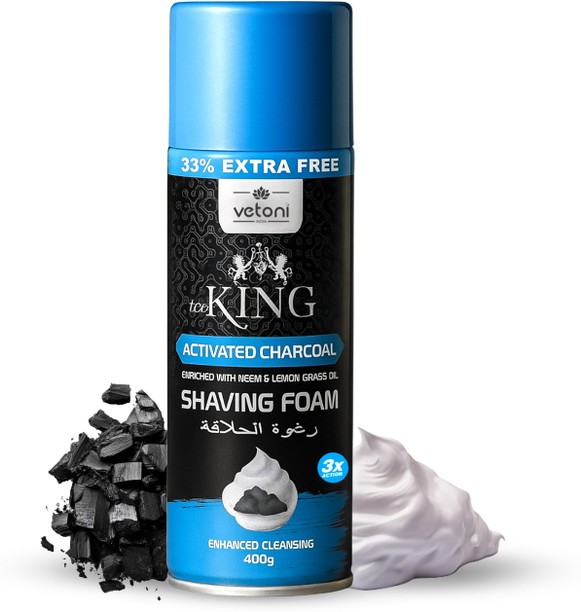 33% EXTRA FREE
vetoni
INDIA
tco KING
ACTIVATED CHARCOAL
ENRICHED WITH NEEM & LEMON GRASS OIL
SHAVING FOAM
رغوة الحلاقة
3x
ACTION
ENHANCED CLEANSING
400g